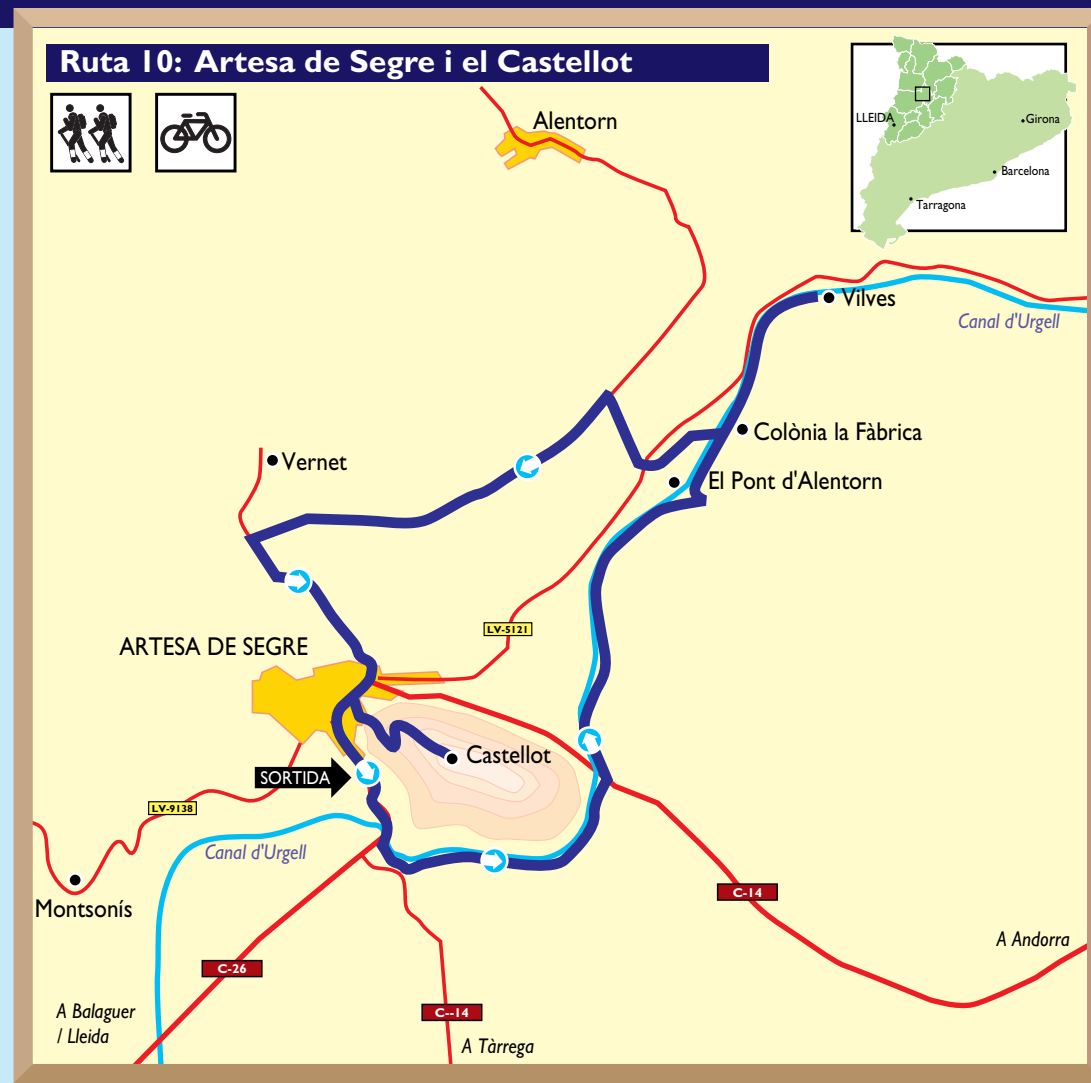 Ruta 10: Artesa de Segre i el Castellot
Alentorn
LLEIDA
Girona
Barcelona
Tarragona
Vilves
Canal d'Urgell
Colònia la Fàbrica
Vernet
El Pont d'Alentorn
LV-5121
ARTESA DE SEGRE
Castellot
SORTIDA
LV-9138
Canal d'Urgell
Montsonís
C-14
A Andorra
C-26
A Balaguer
/ Lleida
C--14
A Tàrrega